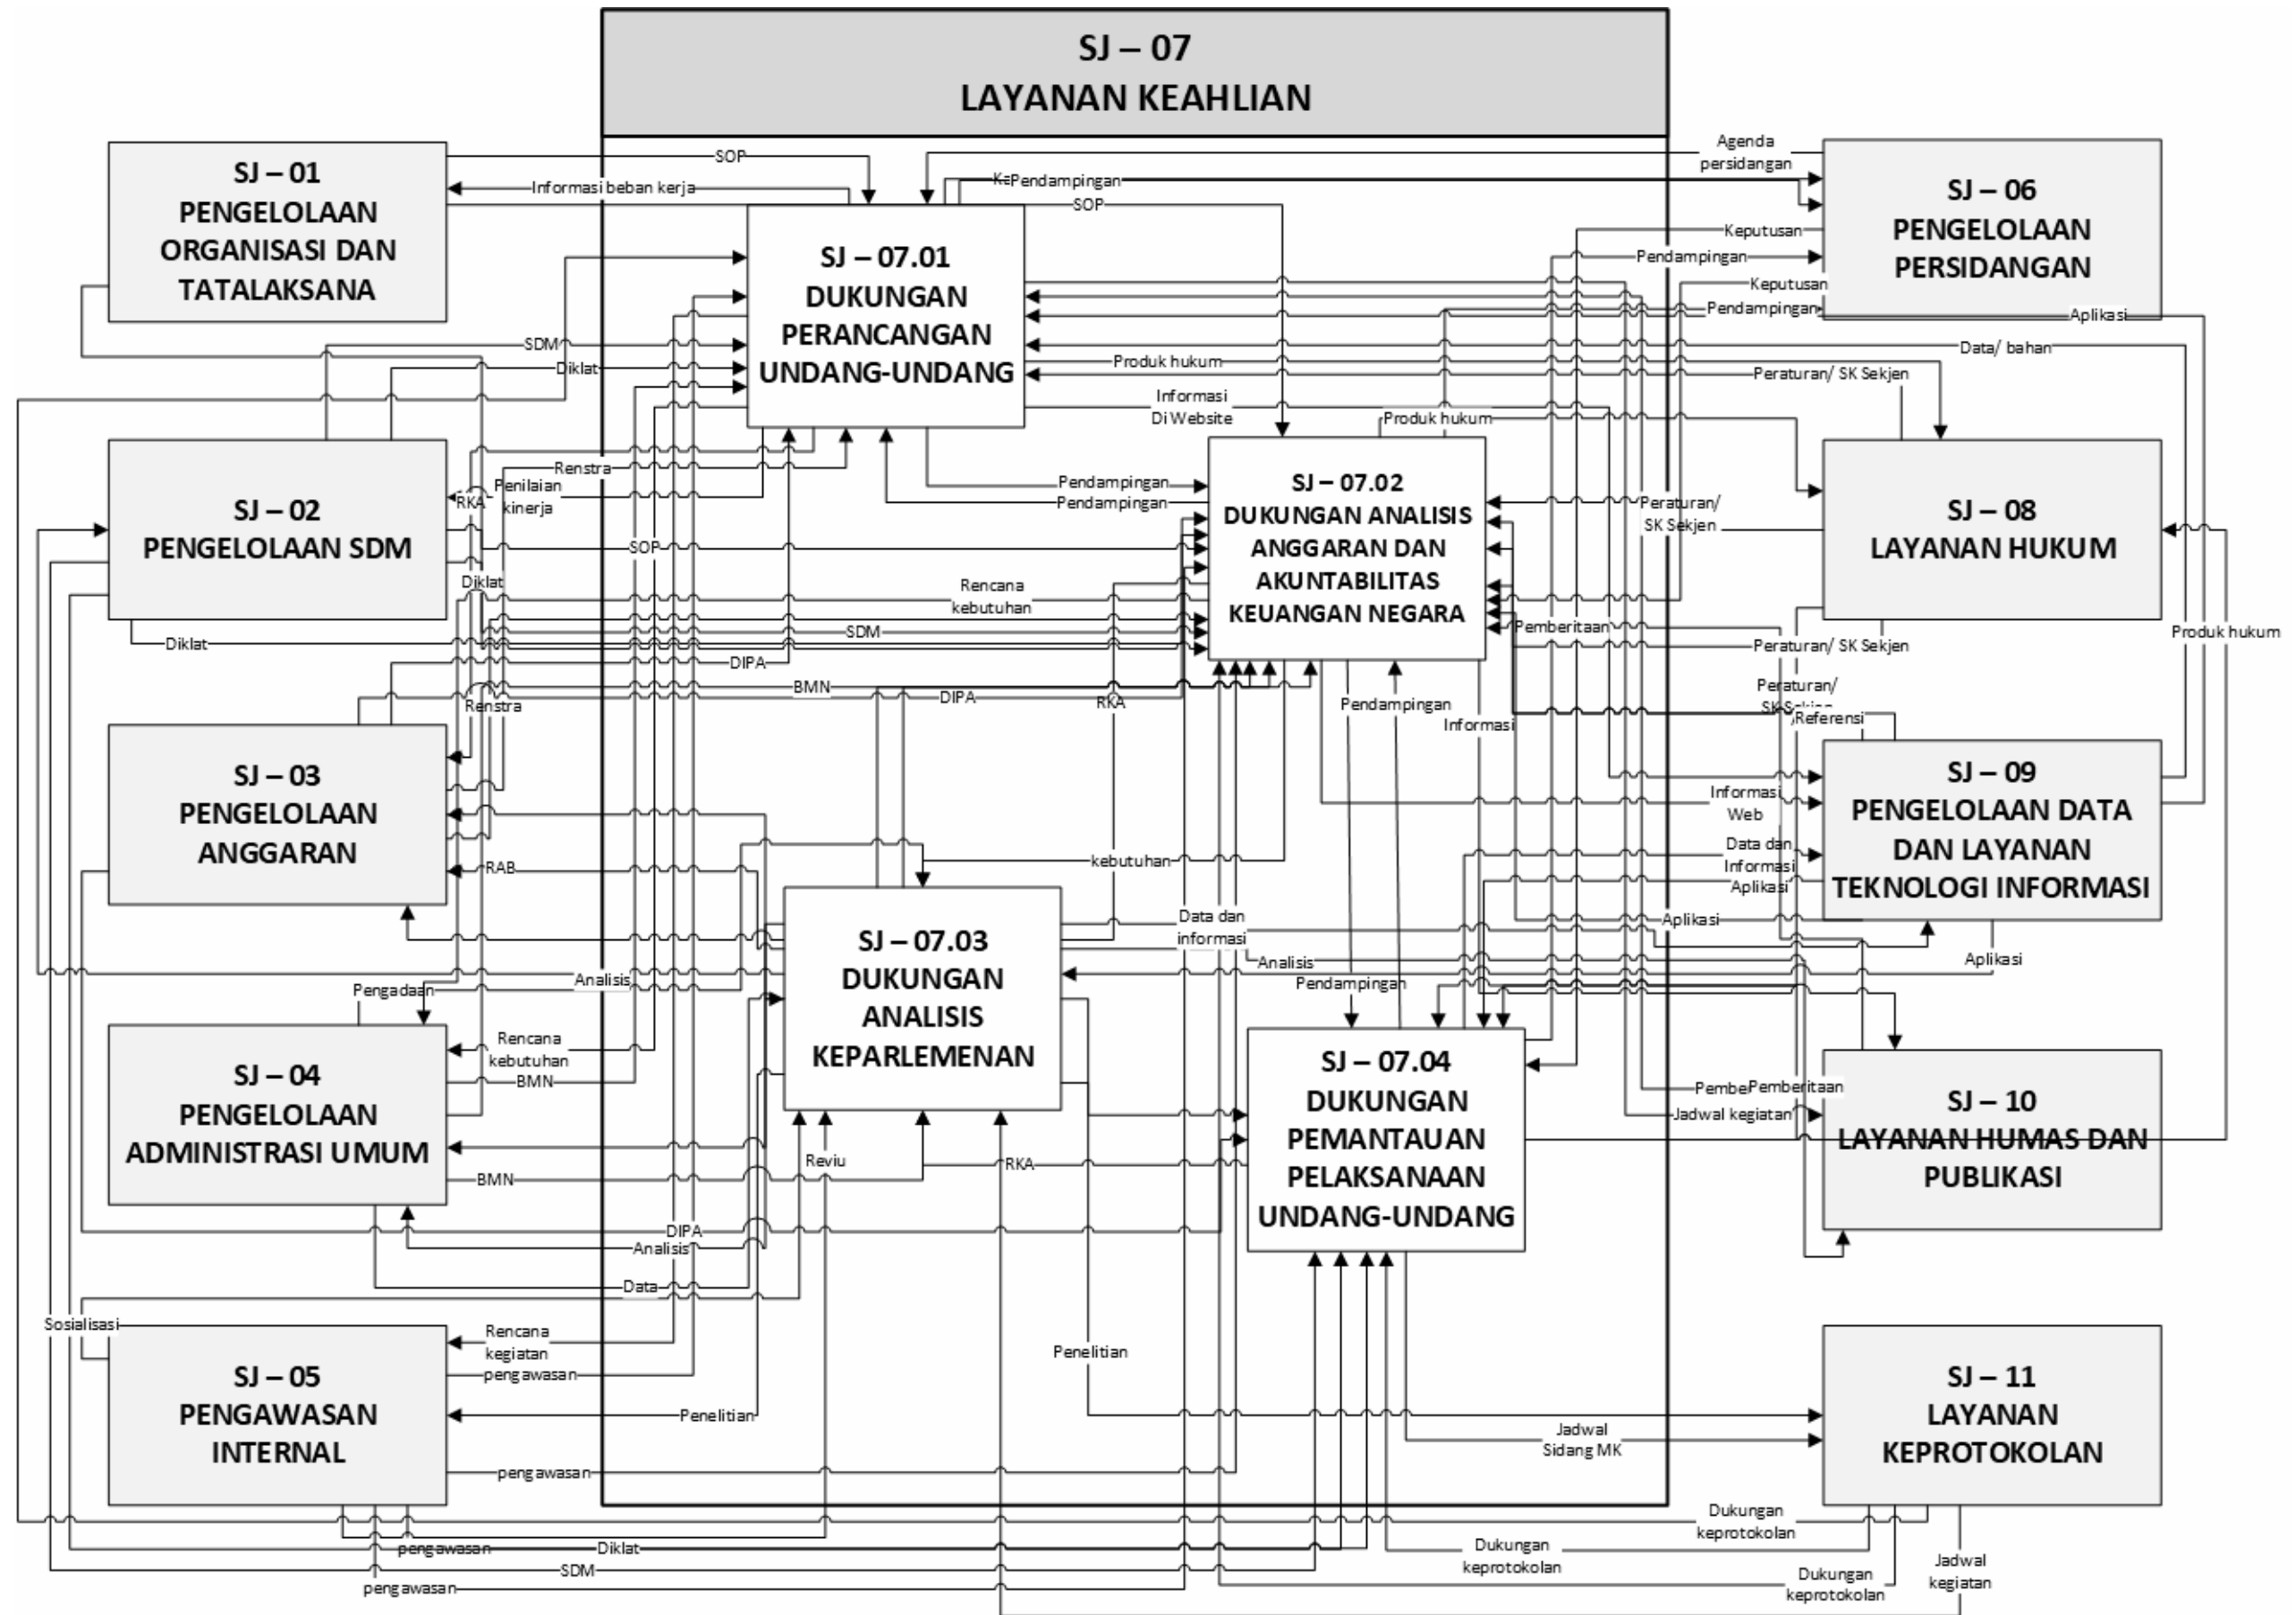 SJ – 07
LAYANAN KEAHLIAN
SJ – 01
PENGELOLAAN
ORGANISASI DAN
TATALAKSANA
SOP
Informasi beban kerja
Pendampingan
SOP
Agenda
persidangan
SJ – 06
PENGELOLAAN
PERSIDANGAN
Keputusan
Pendampingan
Keputusan
Pendampingan
Aplikasi
SJ – 07.01
DUKUNGAN
PERANCANGAN
UNDANG-UNDANG
SDM
Diklat
Produk hukum
Data/ bahan
Peraturan/ SK Sekjen
Informasi
Di Website
Produk hukum
SJ – 02
PENGELOLAAN SDM
Renstra
Penilaian
kinerja
RKA
SOP
Diklat
Pendampingan
Pendampingan
SJ – 07.02
DUKUNGAN ANALISIS
ANGGARAN DAN
AKUNTABILITAS
KEUANGAN NEGARA
Peraturan/
SK Sekjen
SJ – 08
LAYANAN HUKUM
Rencana
kebutuhan
SDM
Diklat
DIPA
Pemberitaan
Peraturan/ SK Sekjen
Produk hukum
BMN
DIPA
RKA
Renstra
Pendampingan
Informasi
Peraturan/
SK Sekjen
Referensi
SJ – 03
PENGELOLAAN
ANGGARAN
RAB
kebutuhan
Informasi
Web
Data dan
Informasi
Aplikasi
SJ – 09
PENGELOLAAN DATA
DAN LAYANAN
TEKNOLOGI INFORMASI
Aplikasi
Aplikasi
SJ – 07.03
DUKUNGAN
ANALISIS
KEPARLEMENAN
Data dan
informasi
Analisis
Pendampingan
Analisis
Pengadaan
Rencana
kebutuhan
BMN
SJ – 04
PENGELOLAAN
ADMINISTRASI UMUM
BMN
Reviu
RKA
SJ – 07.04
DUKUNGAN
PEMANTAUAN
PELAKSANAAN
UNDANG-UNDANG
Pembe
Pemberitaan
Jadwal kegiatan
SJ – 10
LAYANAN HUMAS DAN
PUBLIKASI
DIPA
Analisis
Data
Sosialisasi
SJ – 05
PENGAWASAN
INTERNAL
Rencana
kegiatan
pengawasan
Penelitian
Penelitian
pengawasan
Jadwal
Sidang MK
SJ – 11
LAYANAN
KEPROTOKOLAN
pengawasan
Diklat
SDM
pengawasan
Dukungan
keprotokolan
Dukungan
keprotokolan
Dukungan
keprotokolan
Jadwal
kegiatan